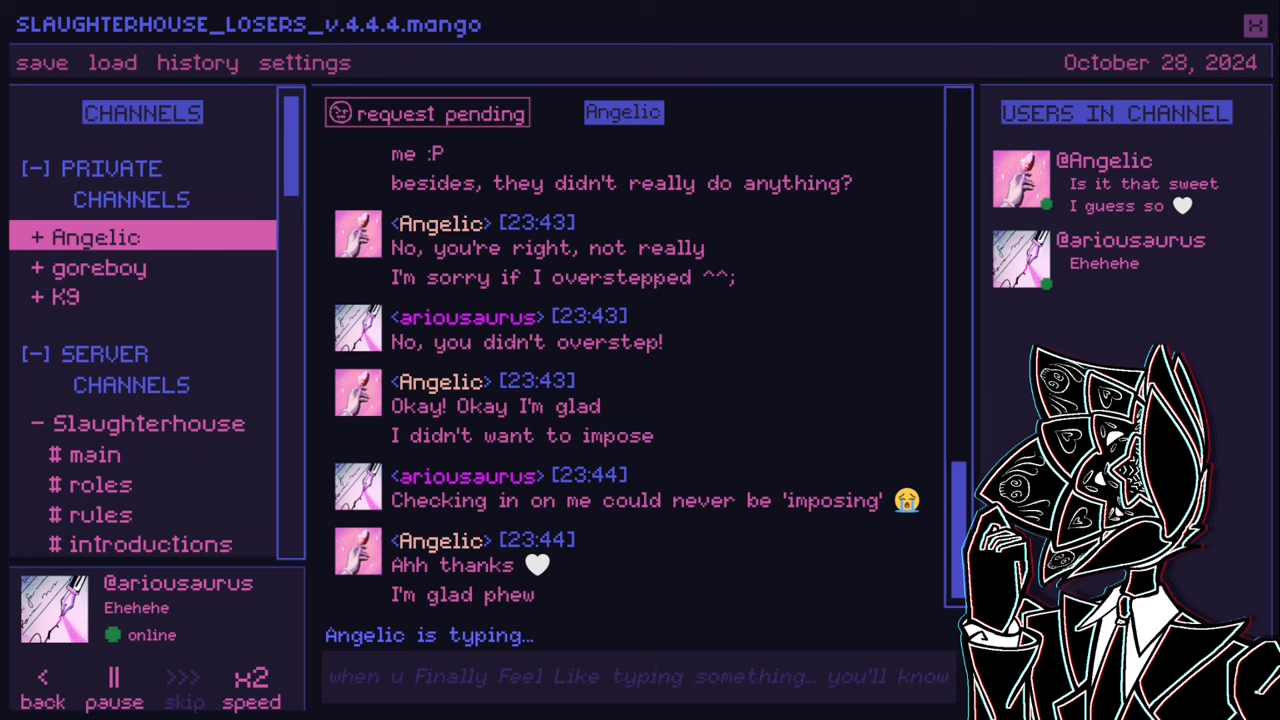 SLAUGHTERHOUSE_LOSERS_v.4.4.4.mango
save load history settings
October 28, 2024
CHANNELS
[-] PRIVATE
CHANNELS
+ Angelic
+ goreboy
+ K9
[-] SERVER
CHANNELS
- Slaughterhouse
# main
# roles
# rules
# introductions
@ariousaurus
Ehehehe
online
< || >>> x2
back pause skip speed
request pending
Angelic
me :P
besides, they didn't really do anything?
<Angelic> [23:43]
No, you're right, not really
I'm sorry if I overstepped ^^;
<ariousaurus> [23:43]
No, you didn't overstep!
<Angelic> [23:43]
Okay! Okay I'm glad
I didn't want to impose
<ariousaurus> [23:44]
Checking in on me could never be 'imposing' 😭
<Angelic> [23:44]
Ahh thanks 🤍
I'm glad phew
Angelic is typing...
when u Finally Feel Like typing something... you'll know
USERS IN CHANNEL
@Angelic
Is it that sweet
I guess so 🤍
@ariousaurus
Ehehehe